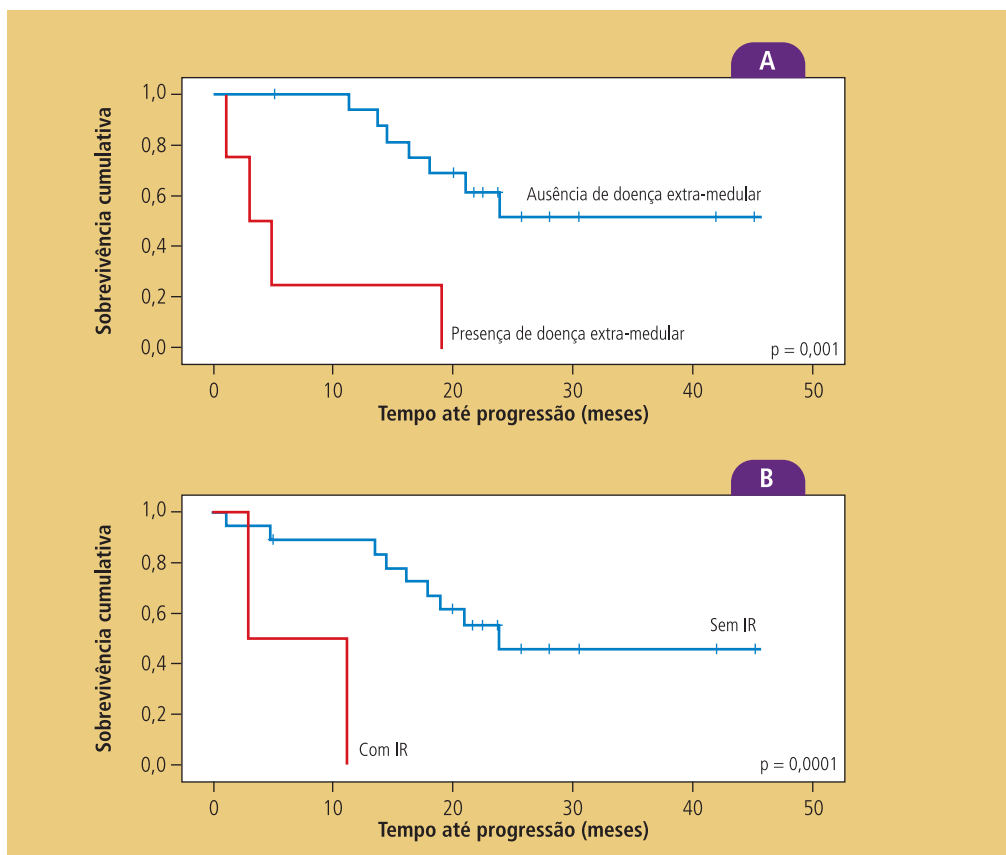 A
Sobrevivência cumulativa
1,0
0,8
0,6
0,4
0,2
0,0
Ausência de doença extra-medular
Presença de doença extra-medular
p = 0,001
0 10 20 30 40 50
Tempo até progressão (meses)
B
Sobrevivência cumulativa
1,0
0,8
0,6
0,4
0,2
0,0
Sem IR
Com IR
p = 0,0001
0 10 20 30 40 50
Tempo até progressão (meses)